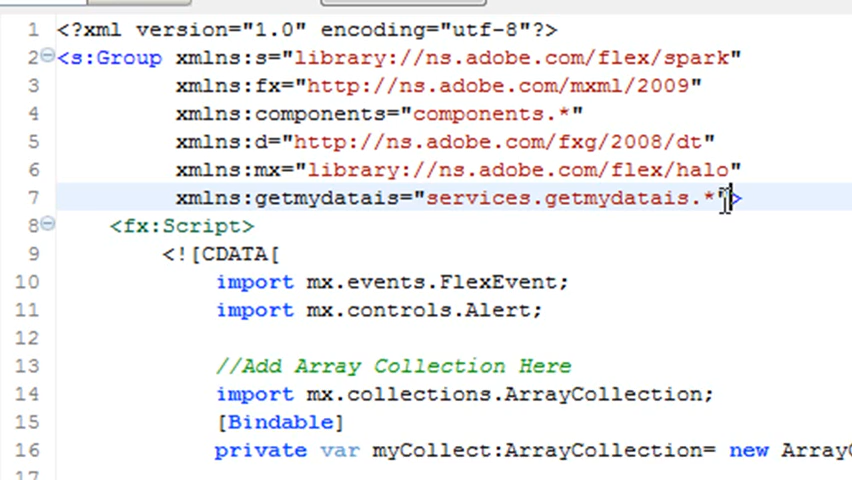 1 <?xml version="1.0" encoding="utf-8"?>
2 <s:Group xmlns:s="library://ns.adobe.com/flex/spark"
3 xmlns:fx="http://ns.adobe.com/mxml/2009"
4 xmlns:components="components.*"
5 xmlns:d="http://ns.adobe.com/fxg/2008/dt"
6 xmlns:mx="library://ns.adobe.com/flex/halo"
7 xmlns:getmydatais="services.getmydatais.*">
8 <fx:Script>
9 <![CDATA[
10 import mx.events.FlexEvent;
11 import mx.controls.Alert;
12
13 //Add Array Collection Here
14 import mx.collections.ArrayCollection;
15 [Bindable]
16 private var myCollect:ArrayCollection= new ArrayC
17